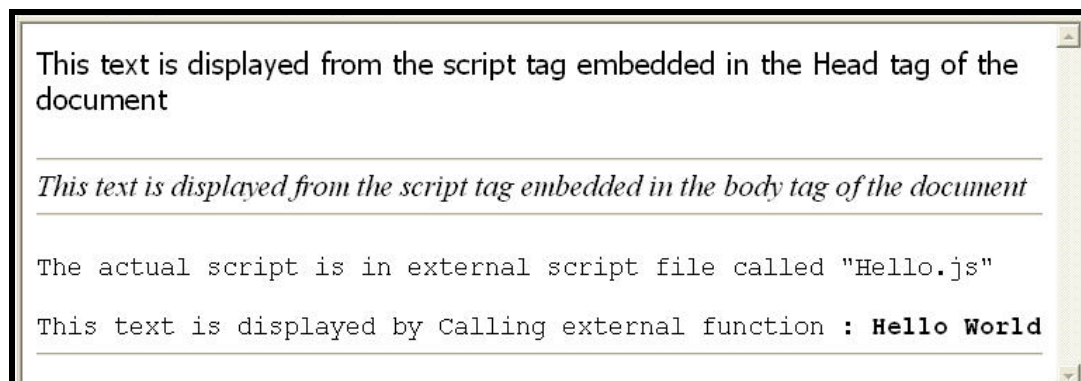 This text is displayed from the script tag embedded in the Head tag of the
document
This text is displayed from the script tag embedded in the body tag of the document
The actual script is in external script file called "Hello.js"
This text is displayed by Calling external function : Hello World